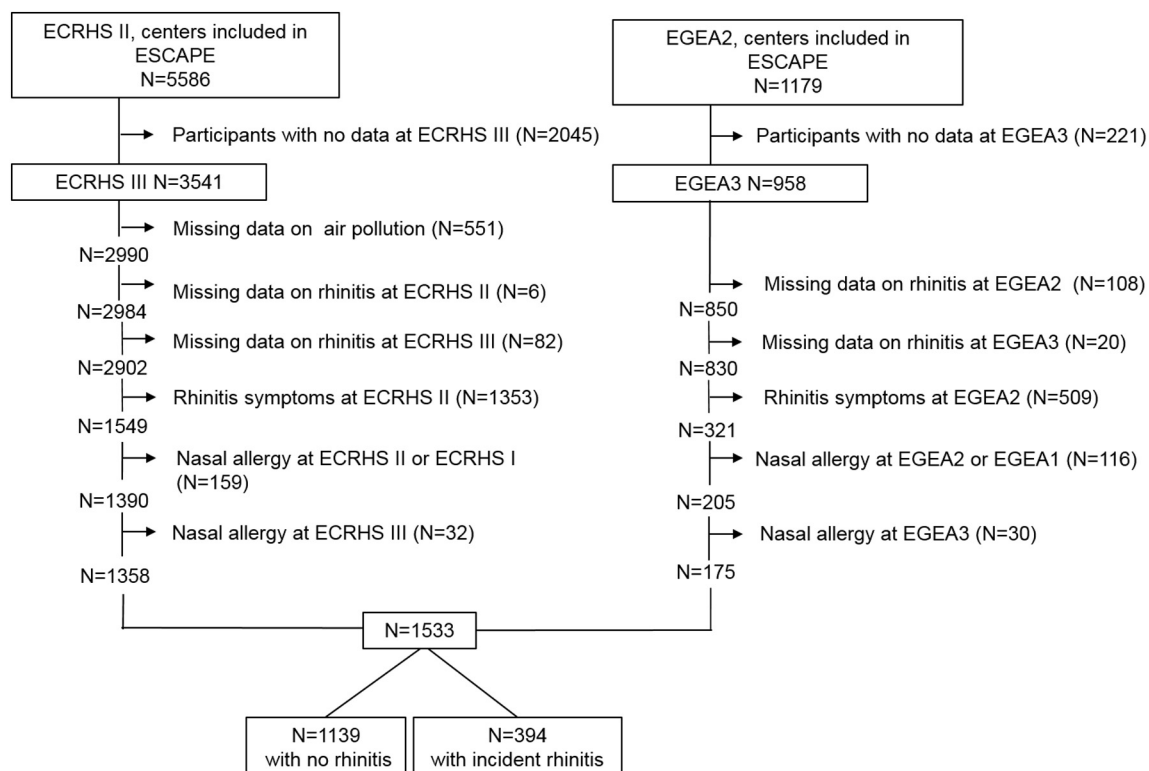 ECRHS II, centers included in
ESCAPE
N=5586
Participants with no data at ECRHS III (N=2045)
ECRHS III N=3541
Missing data on air pollution (N=551)
N=2990
Missing data on rhinitis at ECRHS II (N=6)
N=2984
Missing data on rhinitis at ECRHS III (N=82)
N=2902
Rhinitis symptoms at ECRHS II (N=1353)
N=1549
Nasal allergy at ECRHS II or ECRHS I
(N=159)
N=1390
Nasal allergy at ECRHS III (N=32)
N=1358
EGEA2, centers included in
ESCAPE
N=1179
Participants with no data at EGEA3 (N=221)
EGEA3 N=958
Missing data on rhinitis at EGEA2 (N=108)
N=850
Missing data on rhinitis at EGEA3 (N=20)
N=830
Rhinitis symptoms at EGEA2 (N=509)
N=321
Nasal allergy at EGEA2 or EGEA1 (N=116)
N=205
Nasal allergy at EGEA3 (N=30)
N=175
N=1533
N=1139
with no rhinitis
N=394
with incident rhinitis